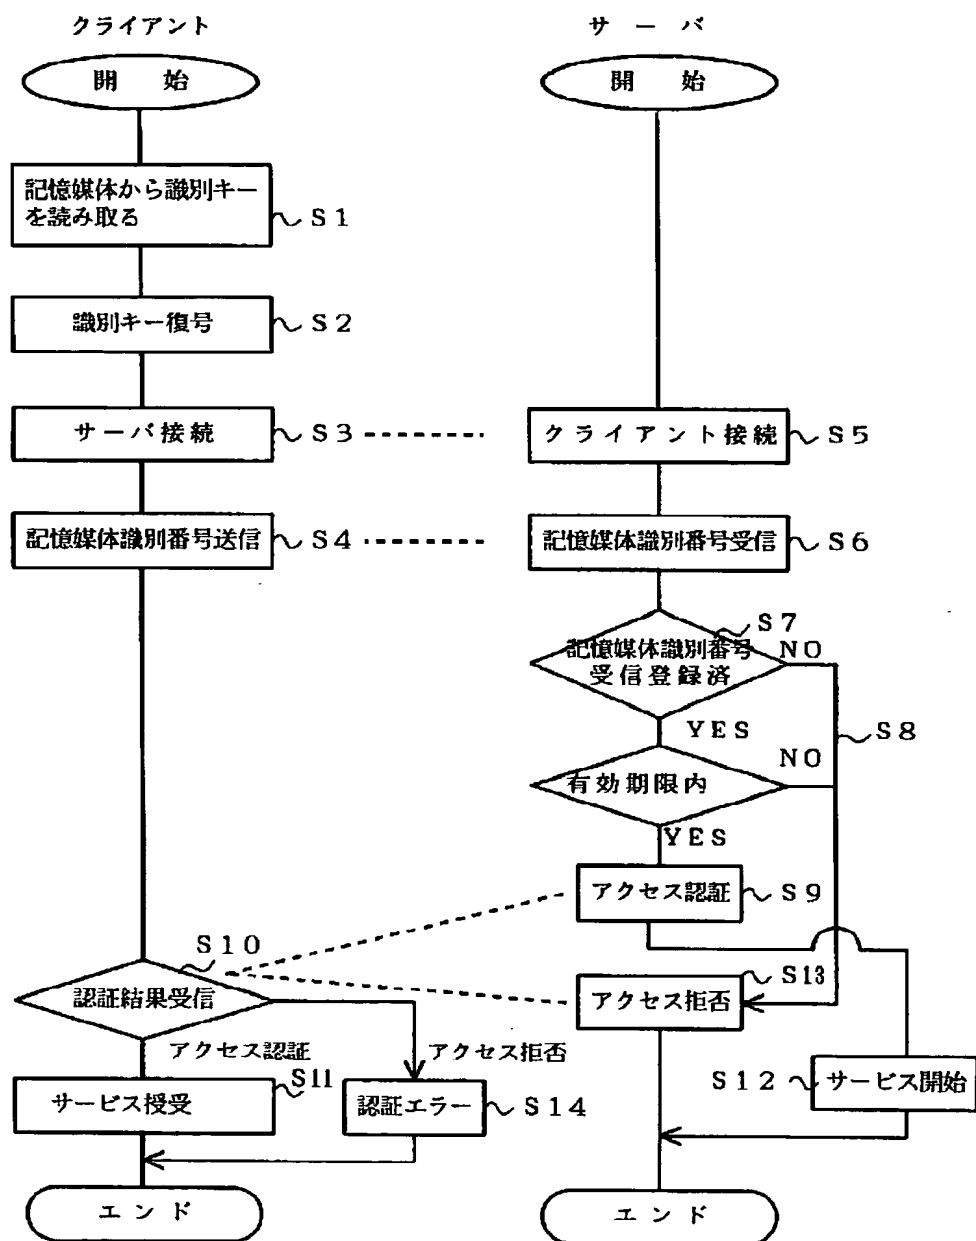 クライアント
開始
記憶媒体から識別キー
を読み取る
S1
識別キー復号
S2
サーバ接続
S3
記憶媒体識別番号送信
S4
S10
認証結果受信
アクセス認証
アクセス拒否
サービス授受
S11
認証エラー
S14
エンド
サーバ
開始
クライアント接続
S5
記憶媒体識別番号受信
S6
S7
記憶媒体識別番号
受信登録済
NO
YES
S8
有効期限内
NO
YES
アクセス認証
S9
S13
アクセス拒否
S12
サービス開始
エンド